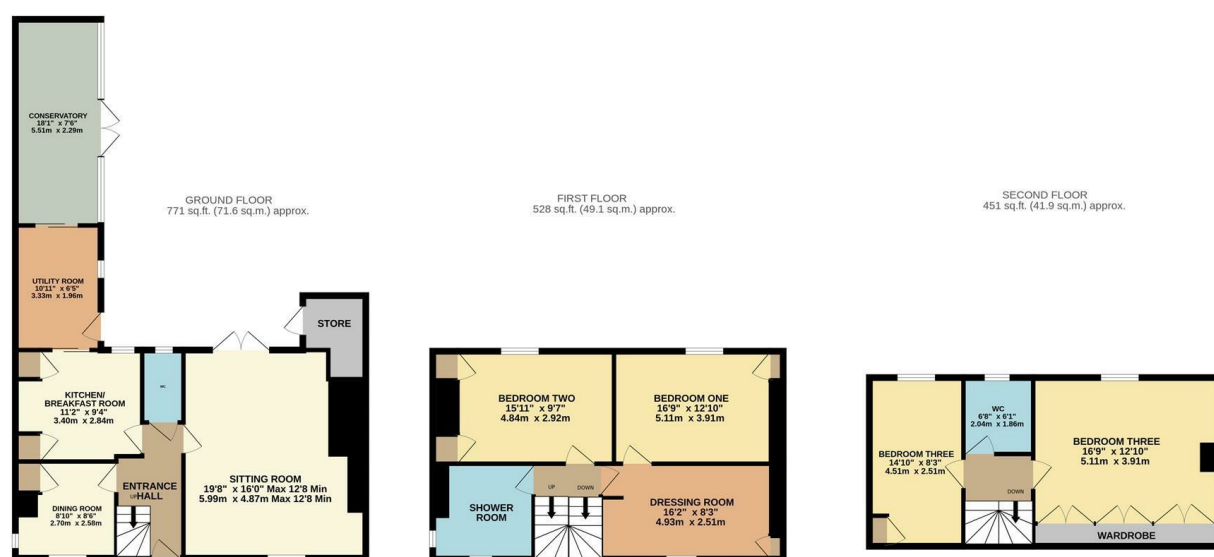 CONSERVATORY
18'1" x 7'6"
5.51m x 2.29m
GROUND FLOOR
771 sq.ft. (71.6 sq.m.) approx.
UTILITY ROOM
10'11" x 6'5"
3.33m x 1.96m
STORE
KITCHEN/
BREAKFAST ROOM
11'2" x 9'4"
3.40m x 2.84m
WC
SITTING ROOM
19'8" x 16'0" Max 12'8 Min
5.99m x 4.87m Max 12'8 Min
ENTRANCE
UP HALL
DINING ROOM
8'10" x 8'6"
2.70m x 2.58m
FIRST FLOOR
528 sq.ft. (49.1 sq.m.) approx.
BEDROOM TWO
15'11" x 9'7"
4.84m x 2.92m
BEDROOM ONE
16'9" x 12'10"
5.11m x 3.91m
SHOWER
ROOM
UP
DOWN
DRESSING ROOM
16'2" x 8'3"
4.93m x 2.51m
SECOND FLOOR
451 sq.ft. (41.9 sq.m.) approx.
WC
6'8" x 6'1"
2.04m x 1.86m
BEDROOM THREE
14'10" x 8'3"
4.51m x 2.51m
BEDROOM THREE
16'9" x 12'10"
5.11m x 3.91m
DOWN
WARDROBE